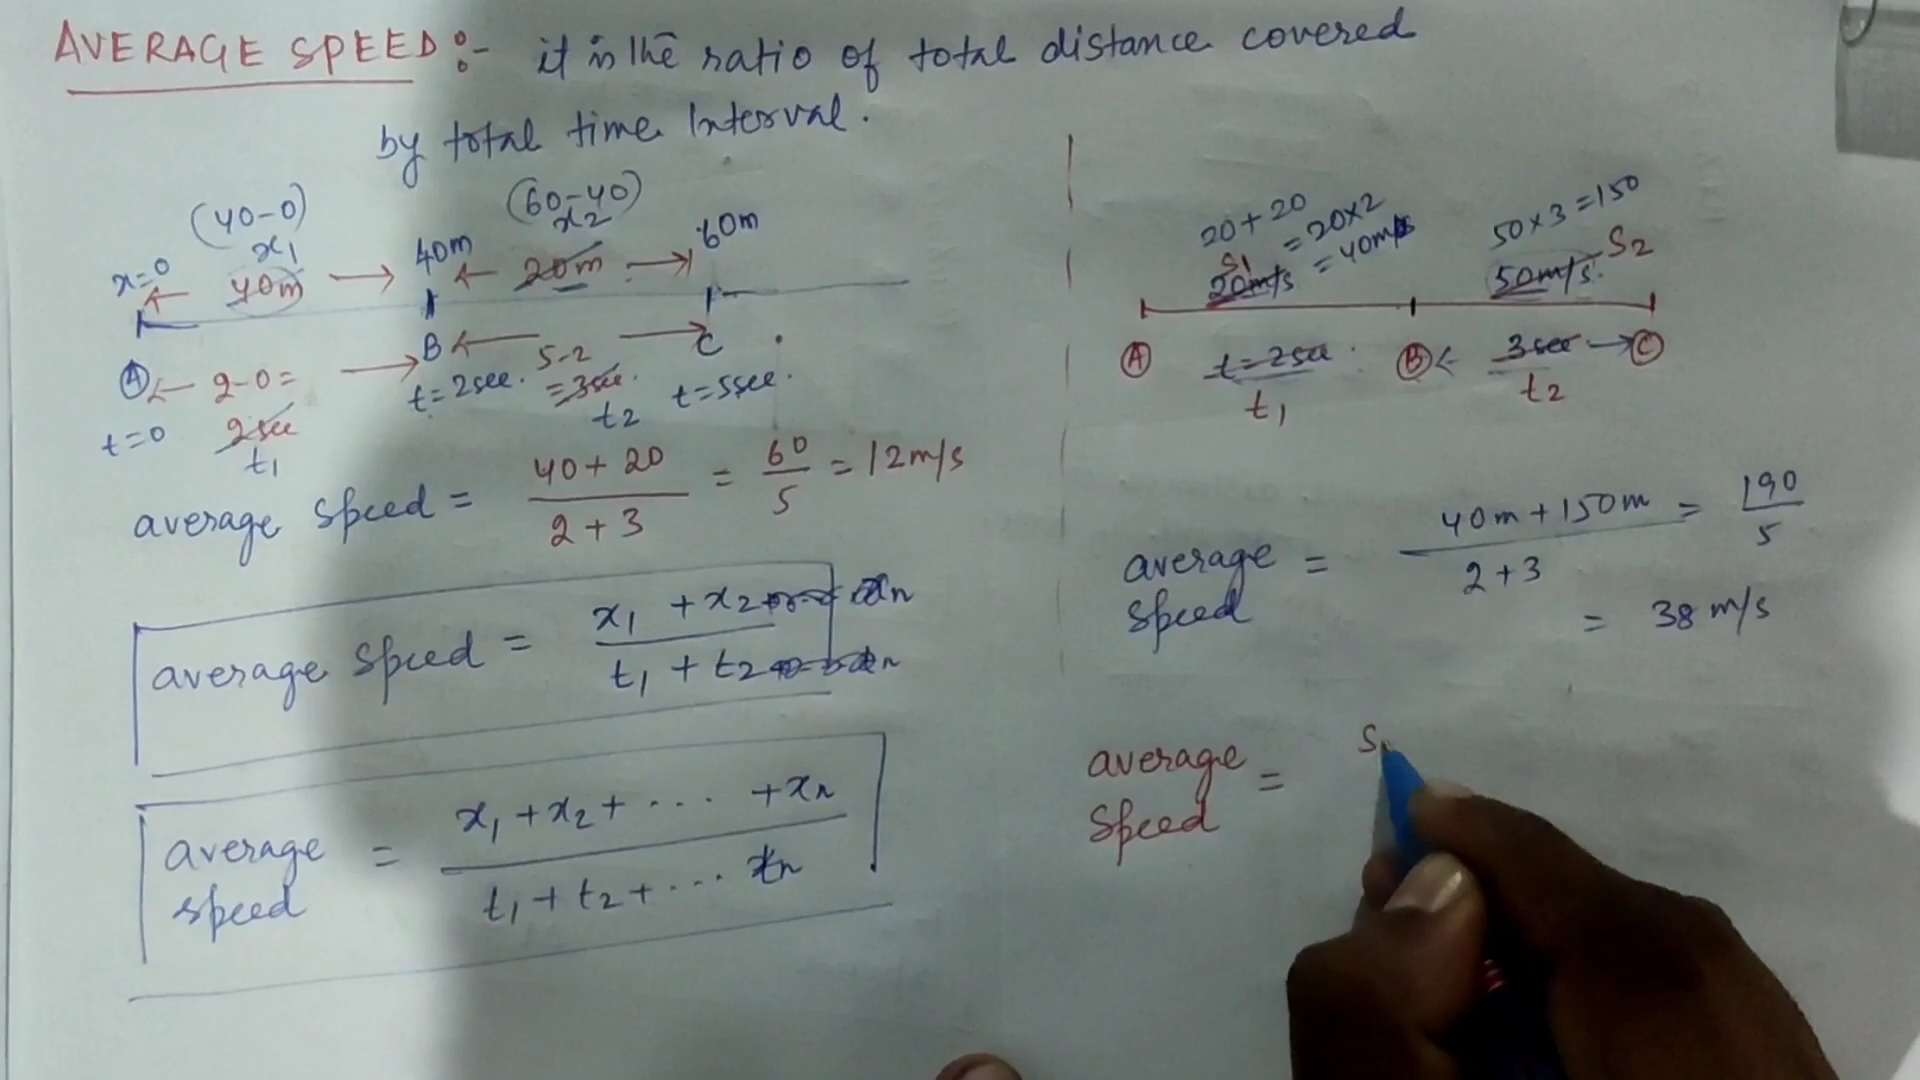 AVERAGE SPEED:- it is the ratio of total distance covered
by total time Interval.
(40-0)
x1
(60-40)
x2
x=0
40m
40m
20m
60m
A
2-0=
2sec
t1
t=0
B
t=2sec.
5-2
=3sec.
t2
C
t=5sec.
average speed = 40+20 / 2+3 = 60/5 = 12m/s
average speed = x1 + x2 xn / t1 + t2 tn
average speed = x1 + x2 + ... + xn / t1 + t2 + ... tn
20+20
S1 = 20x2
20m/s = 40m
50x3=150
50m/s. S2
A
t=2sec
t1
B
3sec
t2
C
average speed = 40m+150m / 2+3 = 190/5
= 38 m/s
average speed = S